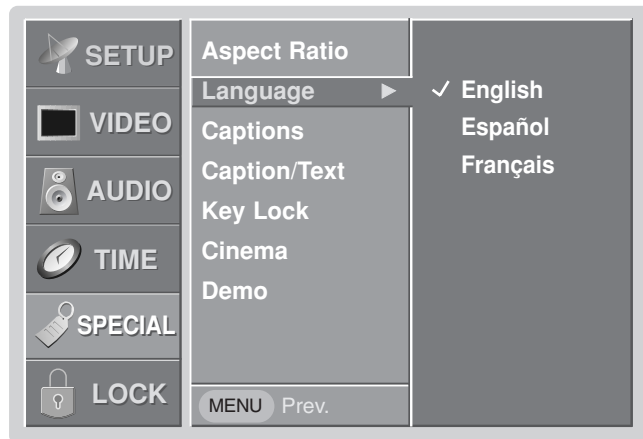 SETUP
VIDEO
AUDIO
TIME
SPECIAL
LOCK
Aspect Ratio
Language ►
Captions
Caption/Text
Key Lock
Cinema
Demo
MENU Prev.
✓ English
Español
Français